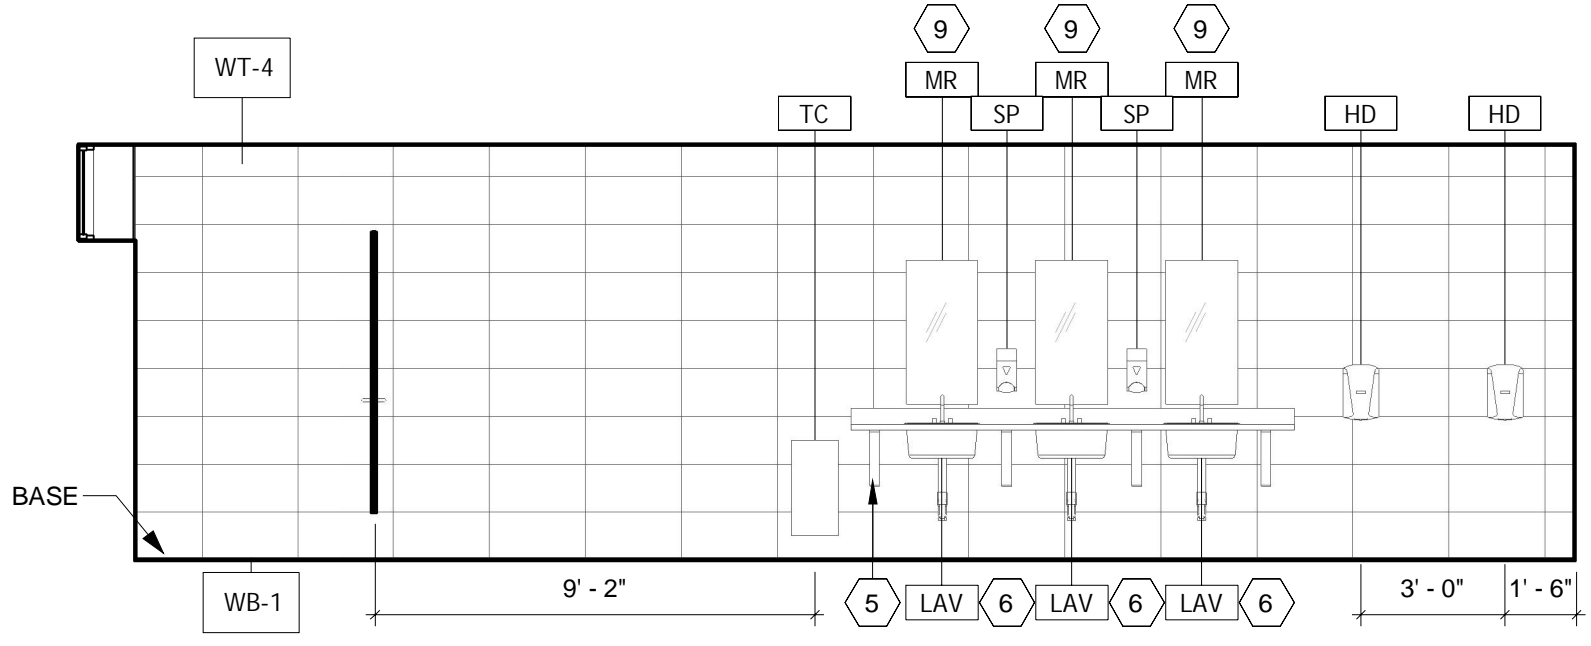 9 9 9
WT-4 MR MR MR
TC SP SP HD HD
BASE
WB-1 9' - 2" 5 LAV 6 LAV 6 LAV 6 3' - 0" 1' - 6"